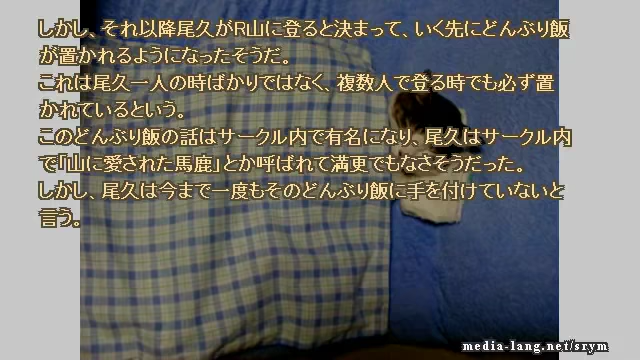 しかし、それ以降尾久がR山に登ると決まって、いく先にどんぶり飯
が置かれるようになったそうだ。
これは尾久一人の時ばかりではなく、複数人で登る時でも必ず置
かれているという。
このどんぶり飯の話はサークル内で有名になり、尾久はサークル内
で「山に愛された馬鹿」とか呼ばれて満更でもなさそうだった。
しかし、尾久は今まで一度もそのどんぶり飯に手を付けていないと
言う。
media-lang.net/srym